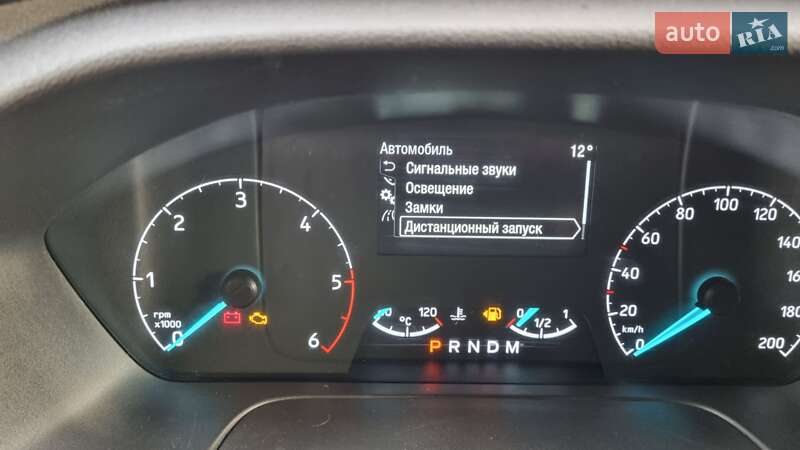 auto RIA
.com
Автомобиль 12°
Сигнальные звуки
Освещение
Замки
Дистанционный запуск
0 1 2 3 4 5 6
rpm
x1000
120
°C
0 1/2 1
P R N D M
0 20 40 60 80 100 120 140
200
km/h